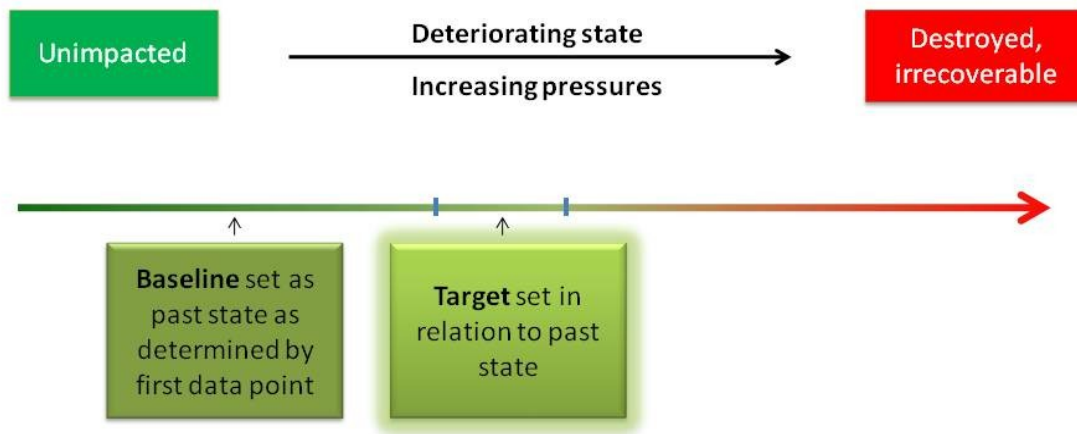 Unimpacted
Deteriorating state
Increasing pressures
Destroyed,
irrecoverable
Baseline set as
past state as
determined by
first data point
Target set in
relation to past
state